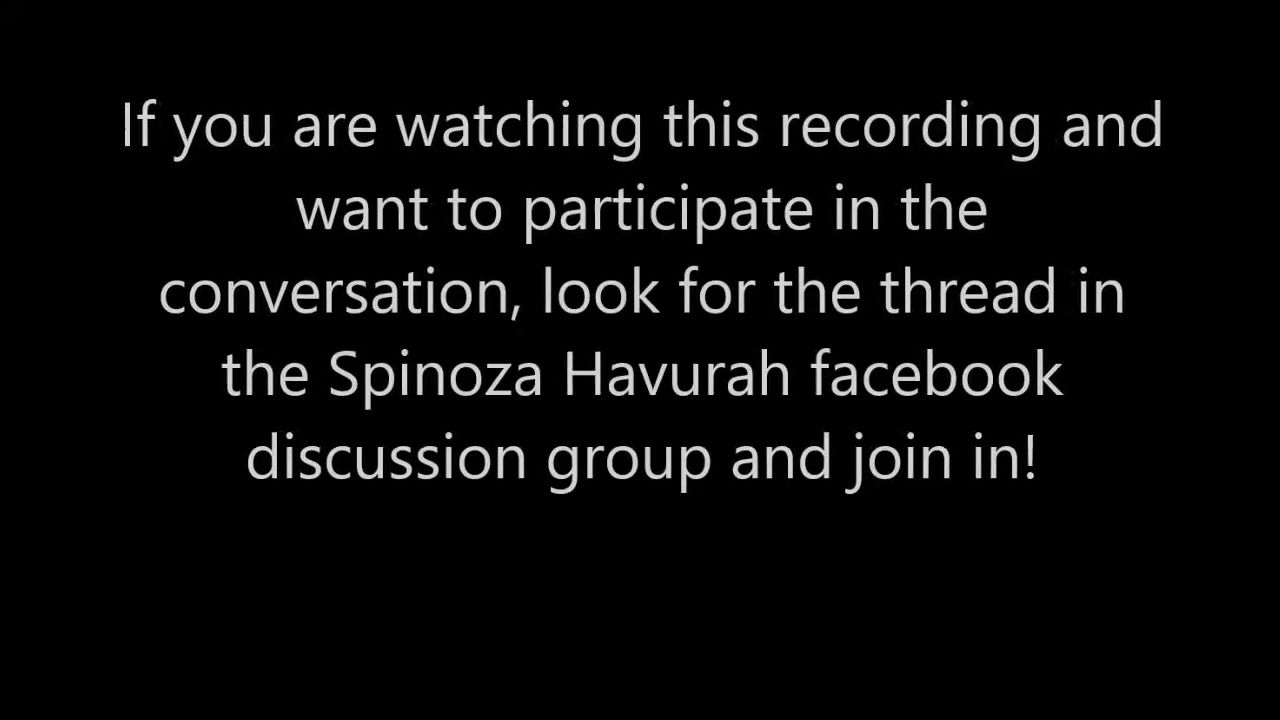 If you are watching this recording and
want to participate in the
conversation, look for the thread in
the Spinoza Havurah facebook
discussion group and join in!